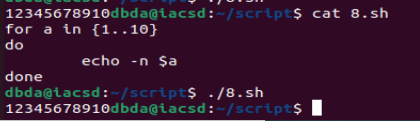 12345678910dbda@iacsd:~/script$ cat 8.sh
for a in {1..10}
do
        echo -n $a
done
dbda@iacsd:~/script$ ./8.sh
12345678910dbda@iacsd:~/script$